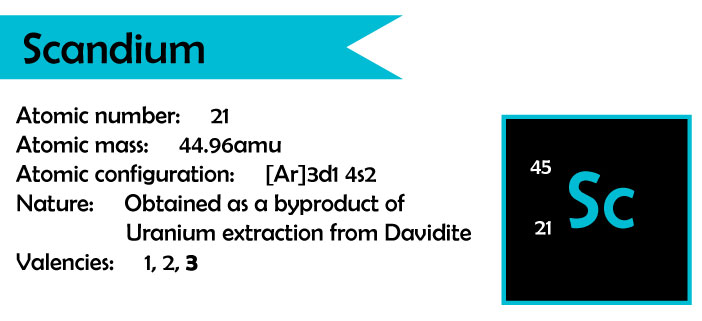 Scandium
Atomic number: 21
Atomic mass: 44.96amu
Atomic configuration: [Ar]3d1 4s2
Nature: Obtained as a byproduct of
Uranium extraction from Davidite
Valencies: 1, 2, 3
45
Sc
21